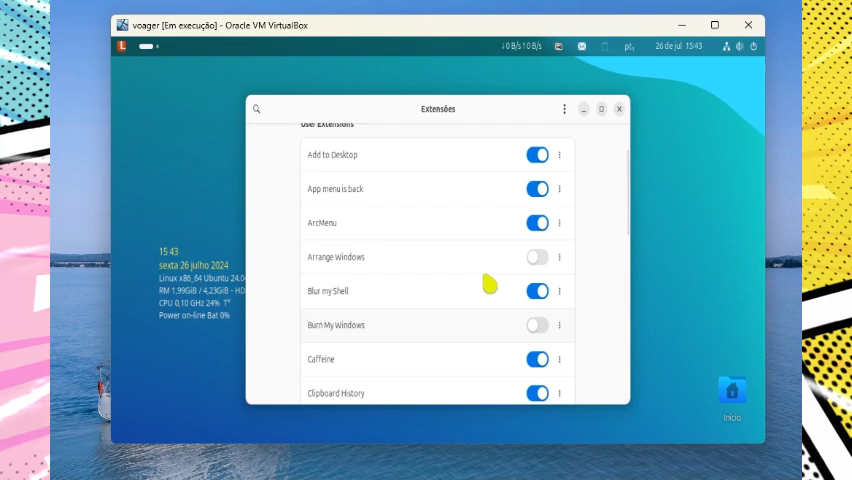 voager [Em execução] - Oracle VM VirtualBox
↓0 B/s 1 0 B/s
pt₁
26 de jul 15:43
Extensões
User Extensions
Add to Desktop
App menu is back
ArcMenu
Arrange Windows
Blur my Shell
Burn My Windows
Caffeine
Clipboard History
15 43
sexta 26 julho 2024
Linux x86_64 Ubuntu 24.0
RM 1,99GiB / 4,23GiB - HD
CPU 0,10 GHz 24% T°
Power on-line Bat 0%
Início